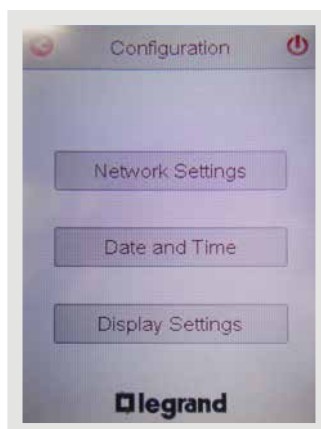 Configuration
Network Settings
Date and Time
Display Settings
legrand